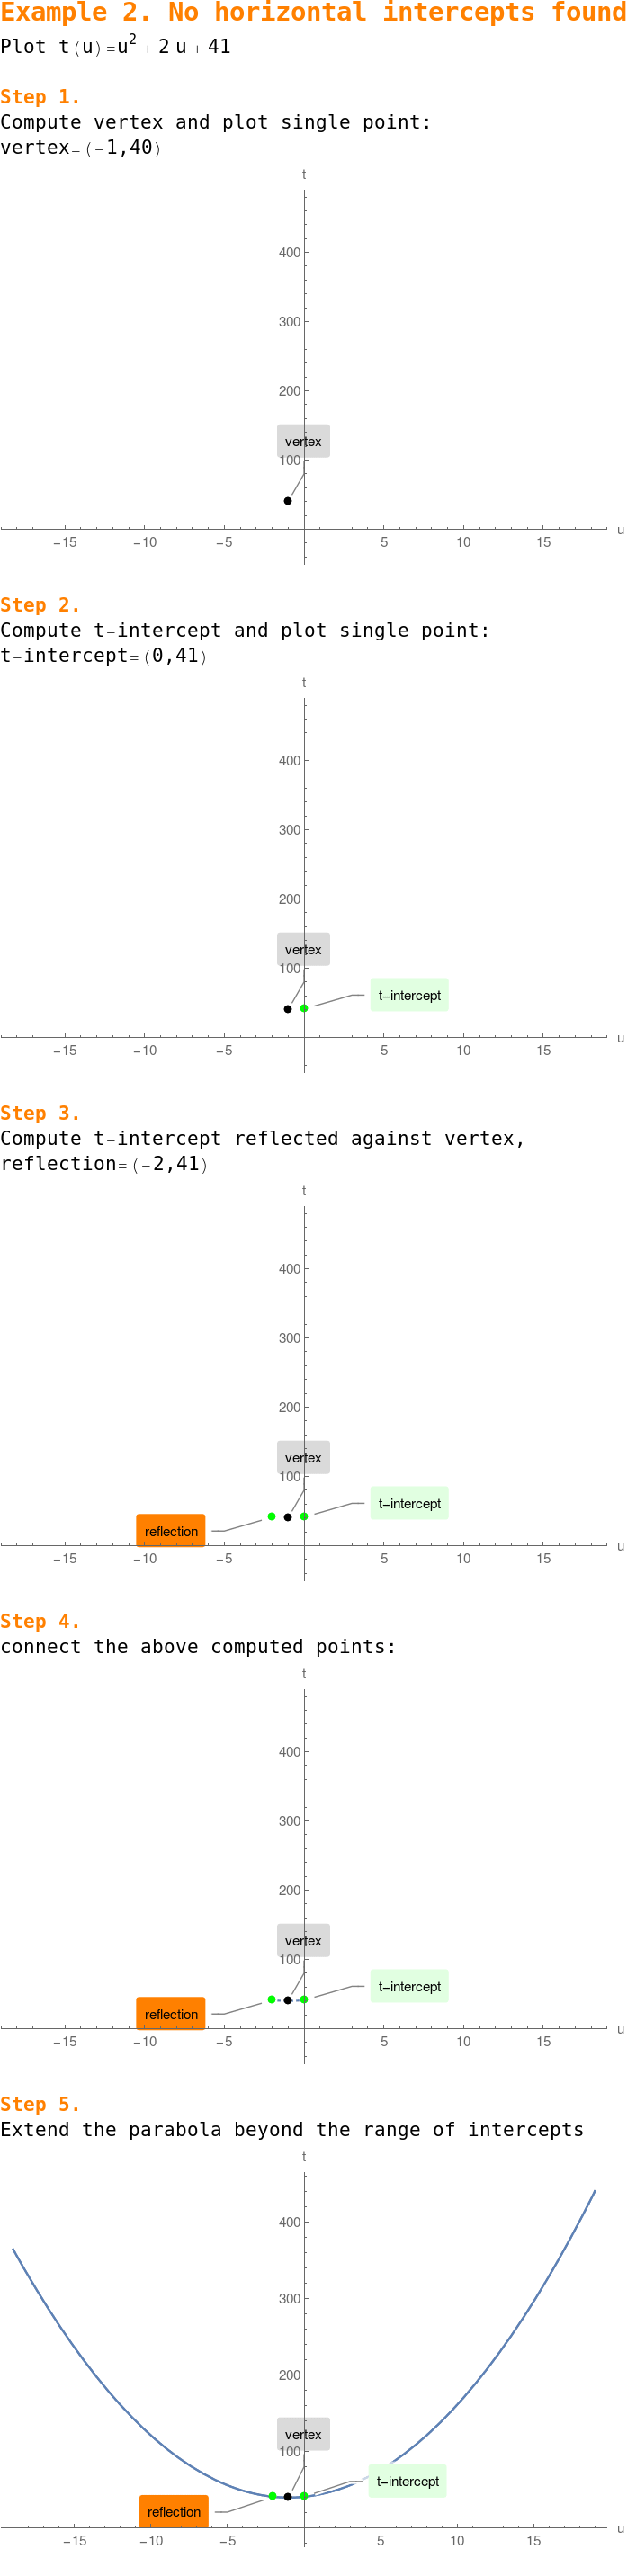 Example 2. No horizontal intercepts found
Plot t(u)=u² + 2 u + 41
Step 1.
Compute vertex and plot single point:
vertex=(-1,40)
t
400
300
200
vertex
100
-15 -10 -5 5 10 15 u
Step 2.
Compute t-intercept and plot single point:
t-intercept=(0,41)
t
400
300
200
vertex
100
t-intercept
-15 -10 -5 5 10 15 u
Step 3.
Compute t-intercept reflected against vertex,
reflection=(-2,41)
t
400
300
200
vertex
100
t-intercept
reflection
-15 -10 -5 5 10 15 u
Step 4.
connect the above computed points:
t
400
300
200
vertex
100
t-intercept
reflection
-15 -10 -5 5 10 15 u
Step 5.
Extend the parabola beyond the range of intercepts
t
400
300
200
vertex
100
t-intercept
reflection
-15 -10 -5 5 10 15 u